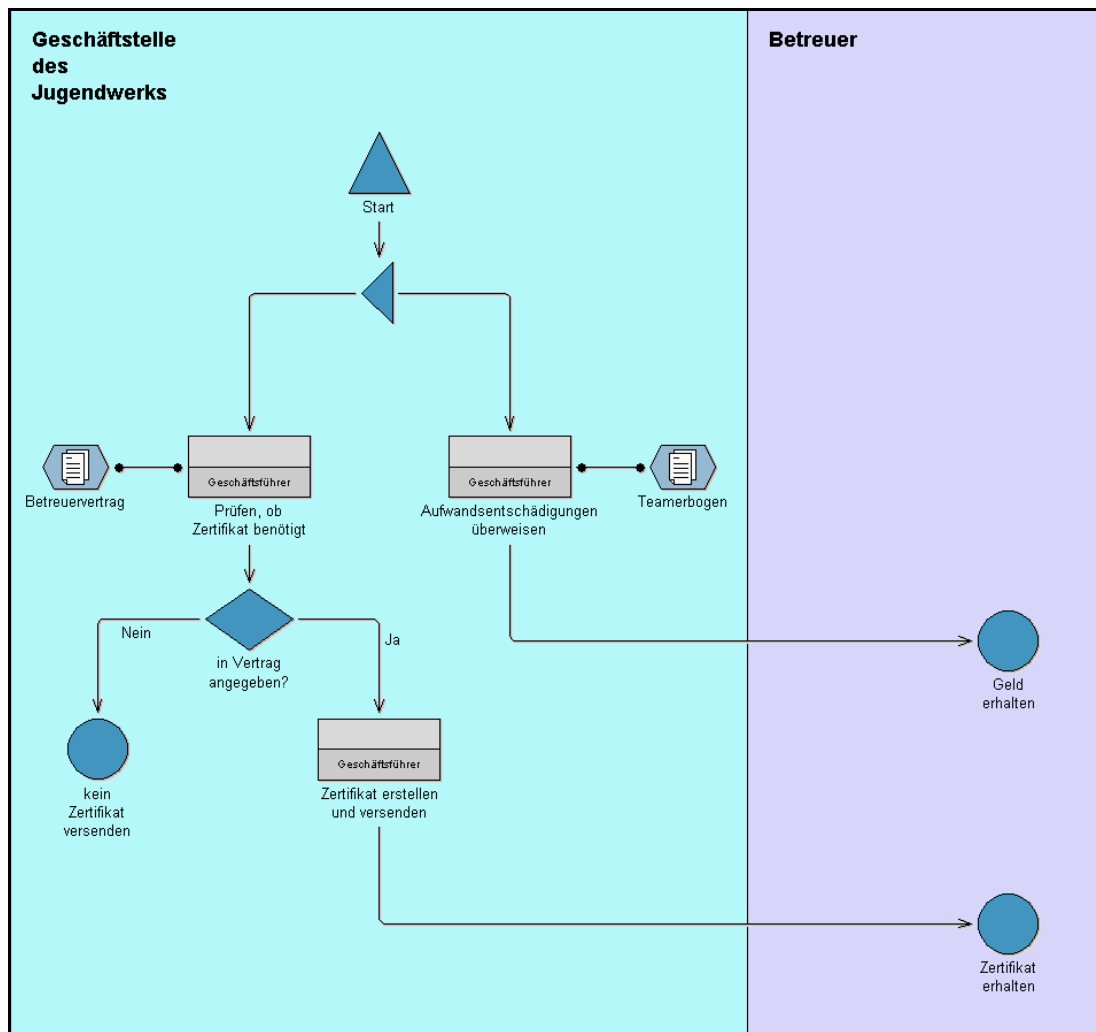 Geschäftstelle
des
Jugendwerks
Betreuer
Start
Geschäftsführer
Geschäftsführer
Betreuervertrag
Prüfen, ob
Zertifikat benötigt
Aufwandsentschädigungen
überweisen
Teamerbogen
Nein
Ja
in Vertrag
angegeben?
Geld
erhalten
Geschäftsführer
kein
Zertifikat
versenden
Zertifikat erstellen
und versenden
Zertifikat
erhalten